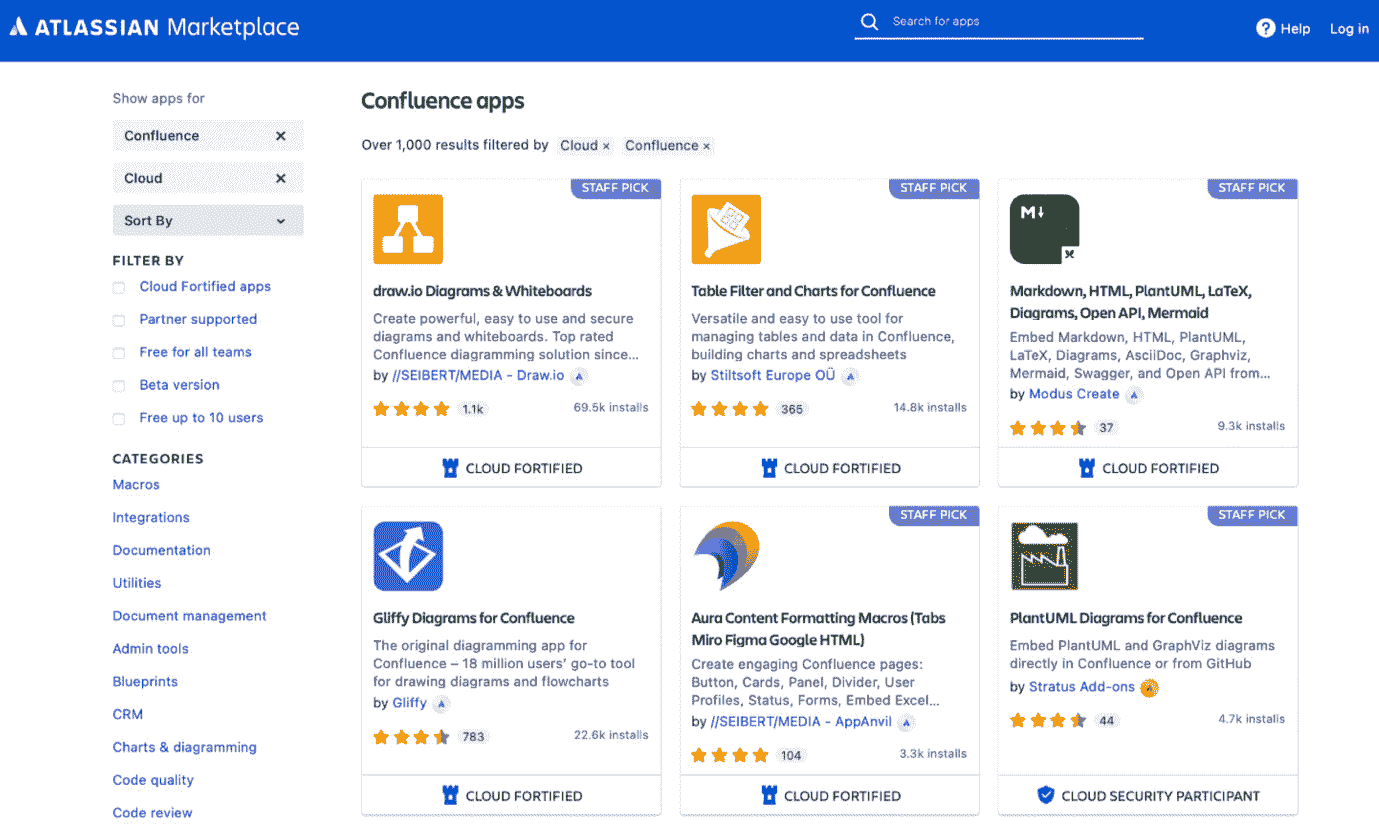 ATLASSIAN Marketplace
Search for apps
? Help
Log in
Show apps for
Confluence ×
Cloud ×
Sort By
FILTER BY
Cloud Fortified apps
Partner supported
Free for all teams
Beta version
Free up to 10 users
CATEGORIES
Macros
Integrations
Documentation
Utilities
Document management
Admin tools
Blueprints
CRM
Charts & diagramming
Code quality
Code review
Confluence apps
Over 1,000 results filtered by Cloud × Confluence ×
STAFF PICK
draw.io Diagrams & Whiteboards
Create powerful, easy to use and secure
diagrams and whiteboards. Top rated
Confluence diagramming solution since...
by //SEIBERT/MEDIA - Draw.io
1.1k 69.5k installs
CLOUD FORTIFIED
STAFF PICK
Table Filter and Charts for Confluence
Versatile and easy to use tool for
managing tables and data in Confluence,
building charts and spreadsheets
by Stiltsoft Europe OÜ
365 14.8k installs
CLOUD FORTIFIED
STAFF PICK
M↓
Markdown, HTML, PlantUML, LaTeX,
Diagrams, Open API, Mermaid
Embed Markdown, HTML, PlantUML,
LaTeX, Diagrams, AsciiDoc, Graphviz,
Mermaid, Swagger, and Open API from...
by Modus Create
37 9.3k installs
CLOUD FORTIFIED
Gliffy Diagrams for Confluence
The original diagramming app for
Confluence – 18 million users’ go-to tool
for drawing diagrams and flowcharts
by Gliffy
783 22.6k installs
CLOUD FORTIFIED
STAFF PICK
Aura Content Formatting Macros (Tabs
Miro Figma Google HTML)
Create engaging Confluence pages:
Button, Cards, Panel, Divider, User
Profiles, Status, Forms, Embed Excel...
by //SEIBERT/MEDIA - AppAnvil
104 3.3k installs
CLOUD FORTIFIED
STAFF PICK
PlantUML Diagrams for Confluence
Embed PlantUML and GraphViz diagrams
directly in Confluence or from GitHub
by Stratus Add-ons
44 4.7k installs
CLOUD SECURITY PARTICIPANT